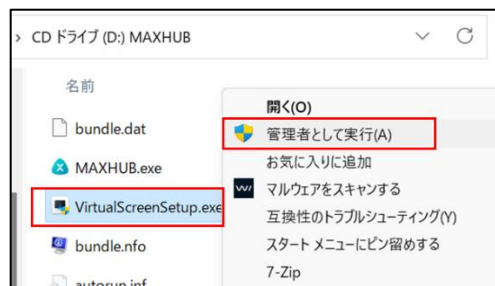 › CD ドライブ (D:) MAXHUB
名前
bundle.dat
MAXHUB.exe
VirtualScreenSetup.exe
bundle.nfo
autorun.inf
開く(O)
管理者として実行(A)
お気に入りに追加
マルウェアをスキャンする
互換性のトラブルシューティング(Y)
スタート メニューにピン留めする
7-Zip